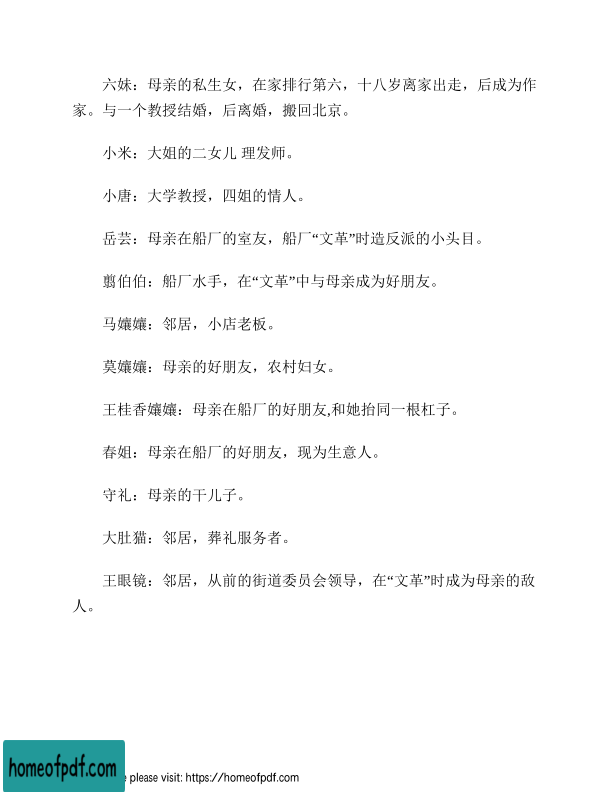 六妹：母亲的私生女，在家排行第六，十八岁离家出走，后成为作
家。与一个教授结婚，后离婚，搬回北京。
小米：大姐的二女儿 理发师。
小唐：大学教授，四姐的情人。
岳芸：母亲在船厂的室友，船厂“文革”时造反派的小头目。
翦伯伯：船厂水手，在“文革”中与母亲成为好朋友。
马孃孃：邻居，小店老板。
莫孃孃：母亲的好朋友，农村妇女。
王桂香孃孃：母亲在船厂的好朋友,和她抬同一根杠子。
春姐：母亲在船厂的好朋友，现为生意人。
守礼：母亲的干儿子。
大肚猫：邻居，葬礼服务者。
王眼镜：邻居，从前的街道委员会领导，在“文革”时成为母亲的敌
人。
homeofpdf.com
e please visit: https://homeofpdf.com